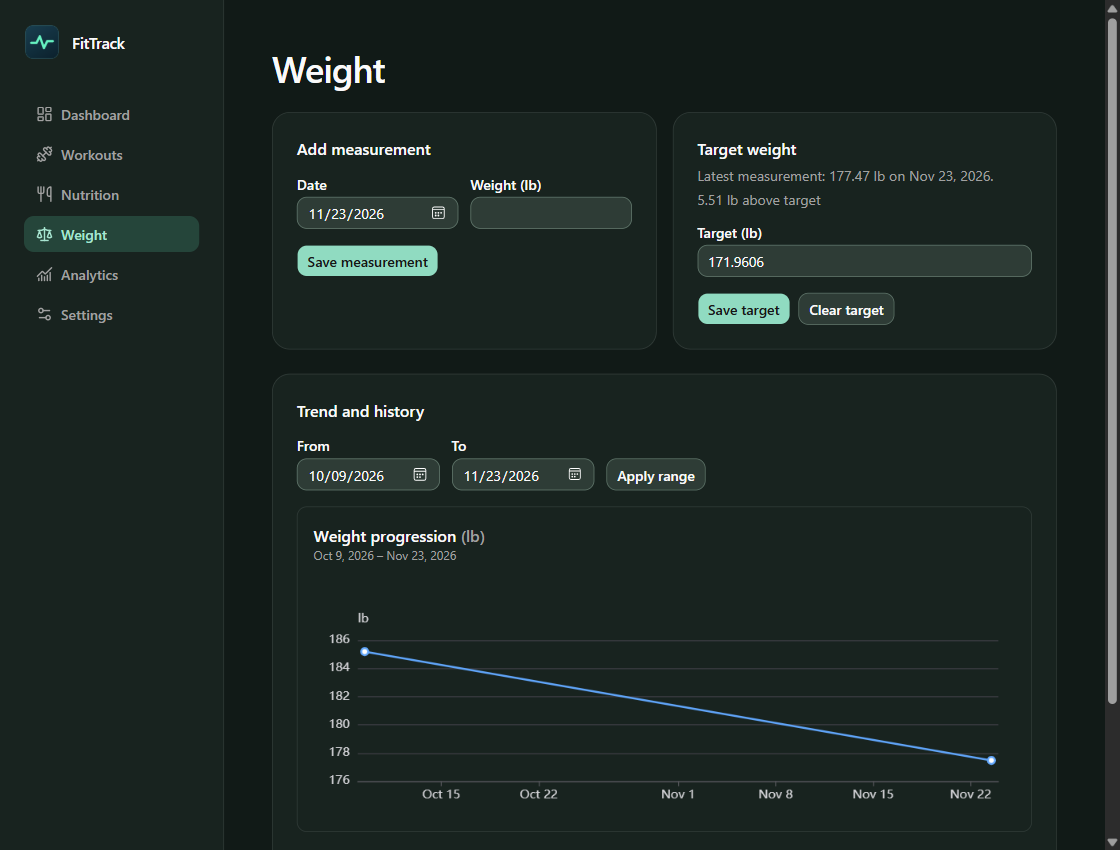 FitTrack
Dashboard
Workouts
Nutrition
Weight
Analytics
Settings
Weight
Add measurement
Date
Weight (lb)
11/23/2026
Save measurement
Target weight
Latest measurement: 177.47 lb on Nov 23, 2026.
5.51 lb above target
Target (lb)
171.9606
Save target
Clear target
Trend and history
From
To
10/09/2026
11/23/2026
Apply range
Weight progression (lb)
Oct 9, 2026 – Nov 23, 2026
lb
186
184
182
180
178
176
Oct 15
Oct 22
Nov 1
Nov 8
Nov 15
Nov 22